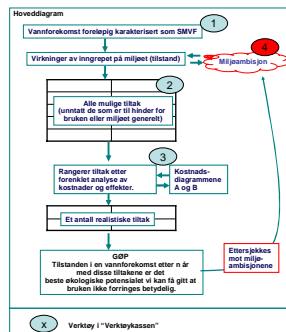 Hoveddiagram
1
Vannforekomst foreløpig karakterisert som SMVF
4
Virkninger av inngrepet på miljøet (tilstand)
Miljøambisjon
2
Alle mulige tiltak
(unntatt de som er til hinder for
bruken eller miljøet generelt)
3
Rangerer tiltak etter
forenklet analyse av
kostnader og effekter.
Kostnads-
diagrammene
A og B
Et antall realistiske tiltak
GØP
Tilstanden i en vannforekomst etter n år
med disse tiltakene er det
beste økologiske potensialet vi kan få gitt at
bruken ikke forringes betydelig.
Ettersjekkes
mot miljø-
ambisjonene
X
Verktøy i "Verktøykassen"